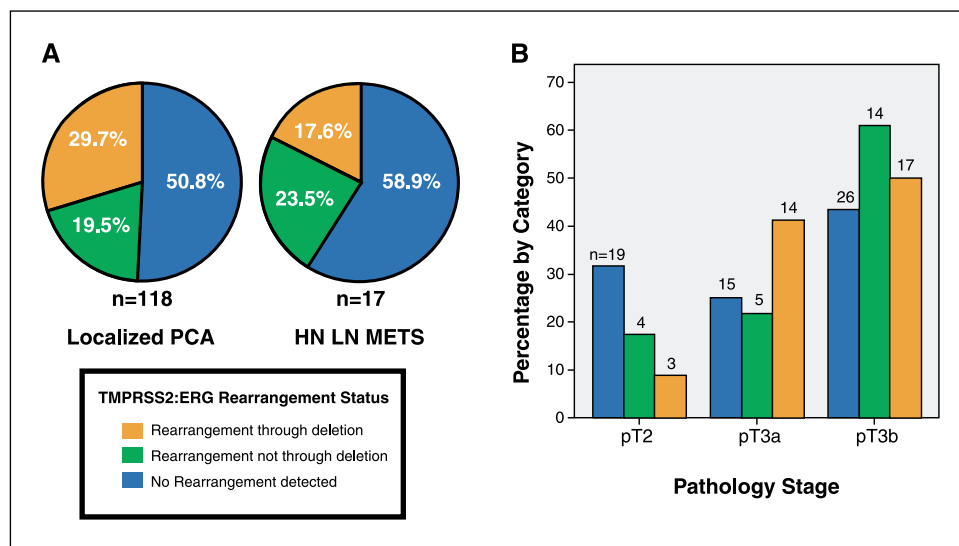 A
29.7%
50.8%
19.5%
n=118
Localized PCA
17.6%
58.9%
23.5%
n=17
HN LN METS
TMPRSS2:ERG Rearrangement Status
Rearrangement through deletion
Rearrangement not through deletion
No Rearrangement detected
B
Percentage by Category
70
60
50
40
30
20
10
0
n=19
4
3
15
5
14
26
14
17
pT2
pT3a
pT3b
Pathology Stage